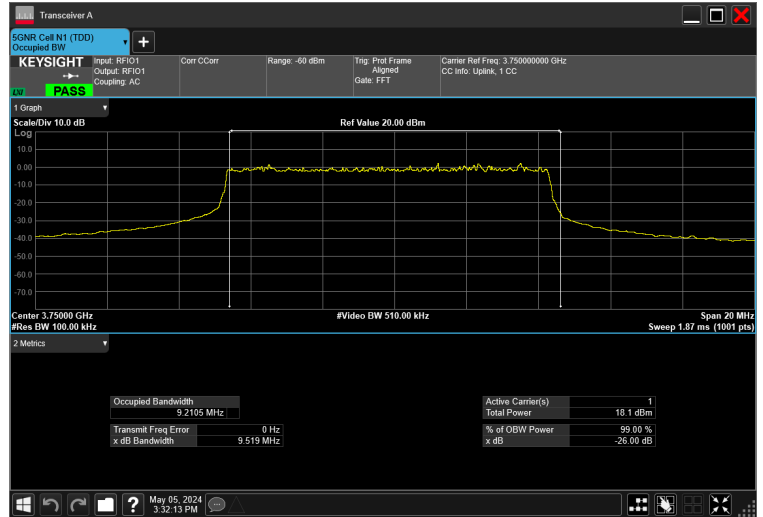 Transceiver A
5GNR Cell N1 (TDD)
Occupied BW
KEYSIGHT
LXI
PASS
Input: RFIO1
Output: RFIO1
Coupling: AC
Corr CCorr
Range: -60 dBm
Trig: Prot Frame
Aligned
Gate: FFT
Carrier Ref Freq: 3.750000000 GHz
CC Info: Uplink, 1 CC
1 Graph
Scale/Div 10.0 dB
Ref Value 20.00 dBm
Log
10.0
0.00
-10.0
-20.0
-30.0
-40.0
-50.0
-60.0
-70.0
Center 3.75000 GHz
#Video BW 510.00 kHz
Span 20 MHz
#Res BW 100.00 kHz
Sweep 1.87 ms (1001 pts)
2 Metrics
Occupied Bandwidth
9.2105 MHz
Transmit Freq Error 0 Hz
x dB Bandwidth 9.519 MHz
Active Carrier(s) 1
Total Power 18.1 dBm
% of OBW Power 99.00 %
x dB -26.00 dB
?
May 05, 2024
3:32:13 PM